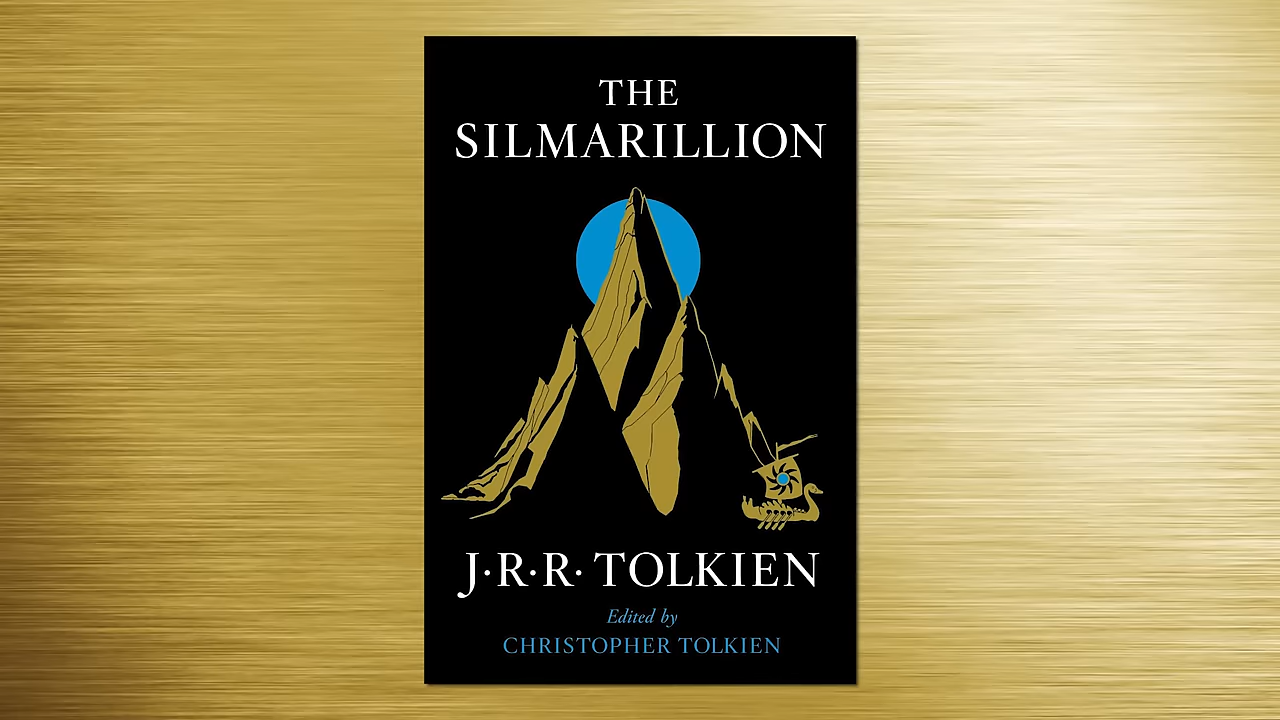 THE
SILMARILLION
J·R·R· TOLKIEN
Edited by
CHRISTOPHER TOLKIEN